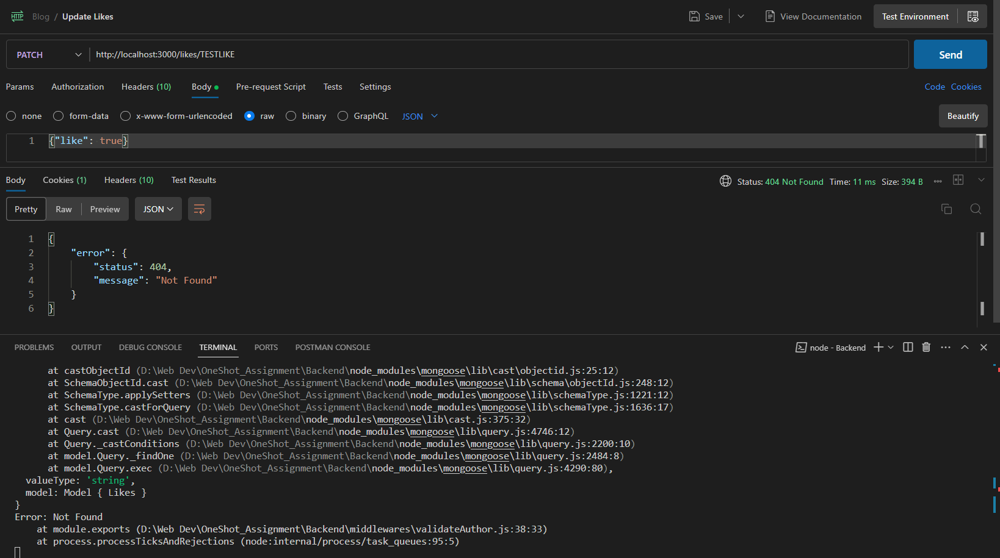 HTTP Blog / Update Likes Save View Documentation Test Environment
PATCH http://localhost:3000/likes/TESTLIKE Send
Params Authorization Headers (10) Body Pre-request Script Tests Settings Code Cookies
none form-data x-www-form-urlencoded raw binary GraphQL JSON Beautify
1 {"like": true}
Body Cookies (1) Headers (10) Test Results Status: 404 Not Found Time: 11 ms Size: 394 B
Pretty Raw Preview JSON
1 {
2 "error": {
3 "status": 404,
4 "message": "Not Found"
5 }
6 }
PROBLEMS OUTPUT DEBUG CONSOLE TERMINAL PORTS POSTMAN CONSOLE node - Backend
at castObjectId (D:\Web Dev\OneShot_Assignment\Backend\node_modules\mongoose\lib\cast\objectid.js:25:12)
at SchemaObjectId.cast (D:\Web Dev\OneShot_Assignment\Backend\node_modules\mongoose\lib\schema\objectId.js:248:12)
at SchemaType.applySetters (D:\Web Dev\OneShot_Assignment\Backend\node_modules\mongoose\lib\schemaType.js:1221:12)
at SchemaType.castForQuery (D:\Web Dev\OneShot_Assignment\Backend\node_modules\mongoose\lib\schemaType.js:1636:17)
at cast (D:\Web Dev\OneShot_Assignment\Backend\node_modules\mongoose\lib\cast.js:375:32)
at Query.cast (D:\Web Dev\OneShot_Assignment\Backend\node_modules\mongoose\lib\query.js:4746:12)
at Query._castConditions (D:\Web Dev\OneShot_Assignment\Backend\node_modules\mongoose\lib\query.js:2200:10)
at model.Query._findOne (D:\Web Dev\OneShot_Assignment\Backend\node_modules\mongoose\lib\query.js:2484:8)
at model.Query.exec (D:\Web Dev\OneShot_Assignment\Backend\node_modules\mongoose\lib\query.js:4290:80),
valueType: 'string',
model: Model { Likes }
}
Error: Not Found
at module.exports (D:\Web Dev\OneShot_Assignment\Backend\middlewares\validateAuthor.js:38:33)
at process.processTicksAndRejections (node:internal/process/task_queues:95:5)